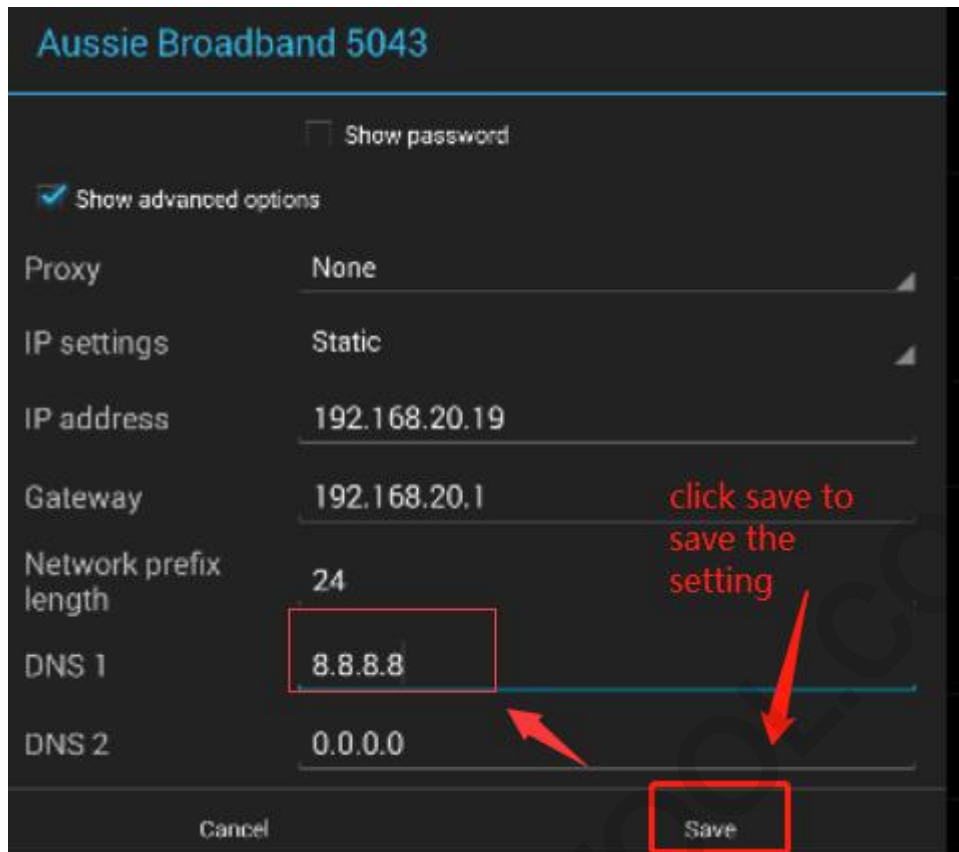 Aussie Broadband 5043
Show password
Show advanced options
Proxy None
IP settings Static
IP address 192.168.20.19
Gateway 192.168.20.1
click save to
save the
setting
Network prefix
length
24
DNS 1 8.8.8.8
DNS 2 0.0.0.0
Cancel Save